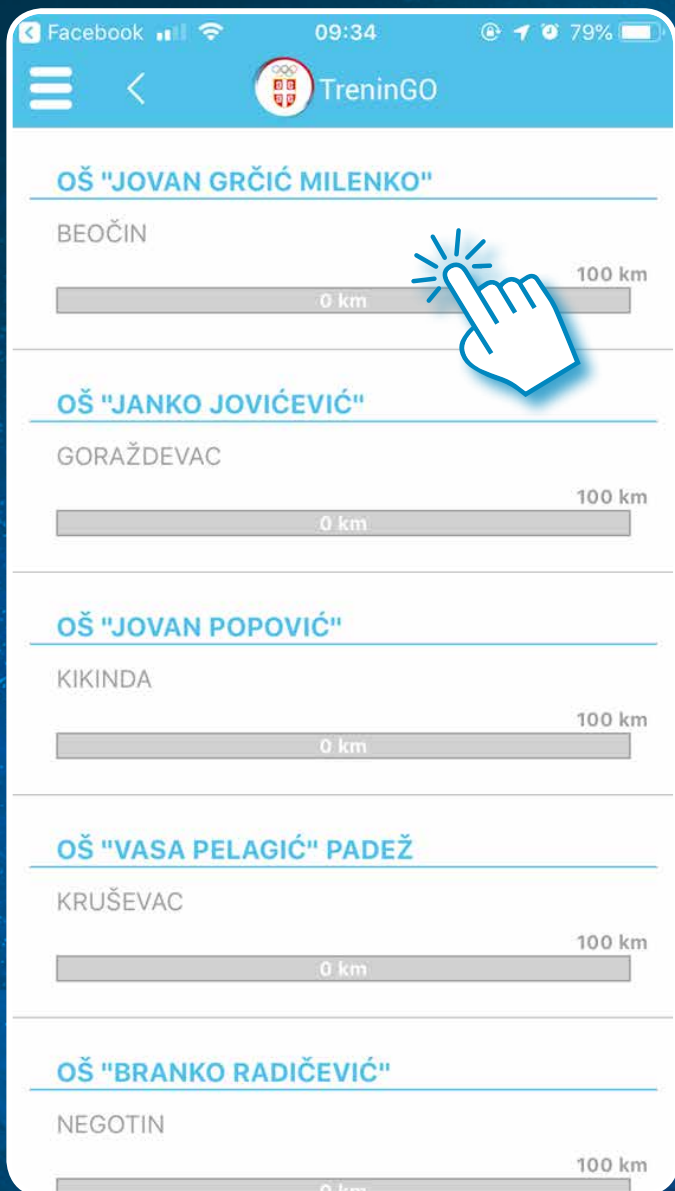 Facebook 09:34 79%
TreninGO
OŠ "JOVAN GRČIĆ MILENKO"
BEOČIN
100 km
0 km
OŠ "JANKO JOVIĆEVIĆ"
GORAŽDEVAC
100 km
0 km
OŠ "JOVAN POPOVIĆ"
KIKINDA
100 km
0 km
OŠ "VASA PELAGIĆ" PADEŽ
KRUŠEVAC
100 km
0 km
OŠ "BRANKO RADIČEVIĆ"
NEGOTIN
100 km
0 km